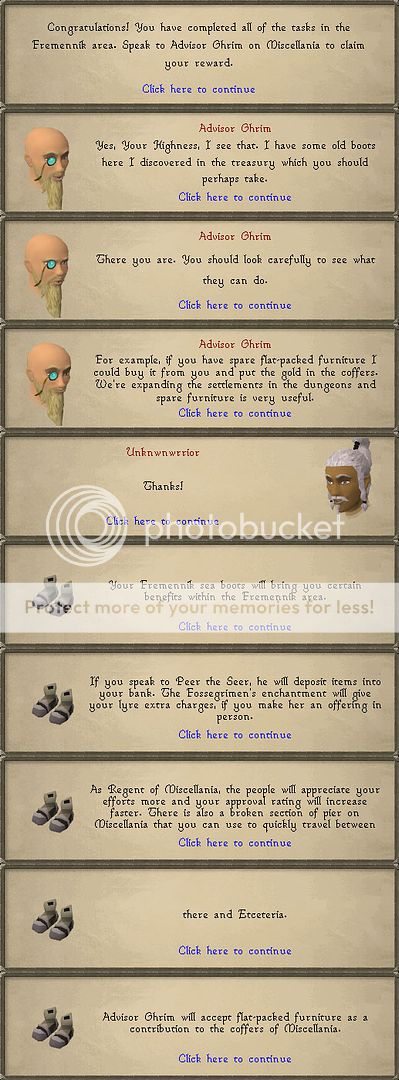 Congratulations! You have completed all of the tasks in the
Fremennik area. Speak to Advisor Ghrim on Miscellania to claim
your reward.
Click here to continue
Advisor Ghrim
Yes, Your Highness, I see that. I have some old boots
here I discovered in the treasury which you should
perhaps take.
Click here to continue
Advisor Ghrim
There you are. You should look carefully to see what
they can do.
Click here to continue
Advisor Ghrim
For example, if you have spare flat-packed furniture I
could buy it from you and put the gold in the coffers.
We're expanding the settlements in the dungeons and
spare furniture is very useful.
Click here to continue
Unknwnwrrior
Thanks!
Click here to continue
photobucket
Your Fremennik sea boots will bring you certain
benefits within the Fremennik area.
Protect more of your memories for less!
Click here to continue
If you speak to Peer the Seer, he will deposit items into
your bank. The Fossegrimen's enchantment will give
your lyre extra charges, if you make her an offering in
person.
Click here to continue
As Regent of Miscellania, the people will appreciate your
efforts more and your approval rating will increase
faster. There is also a broken section of pier on
Miscellania that you can use to quickly travel between
Click here to continue
there and Etceteria.
Click here to continue
Advisor Ghrim will accept flat-packed furniture as a
contribution to the coffers of Miscellania.
Click here to continue